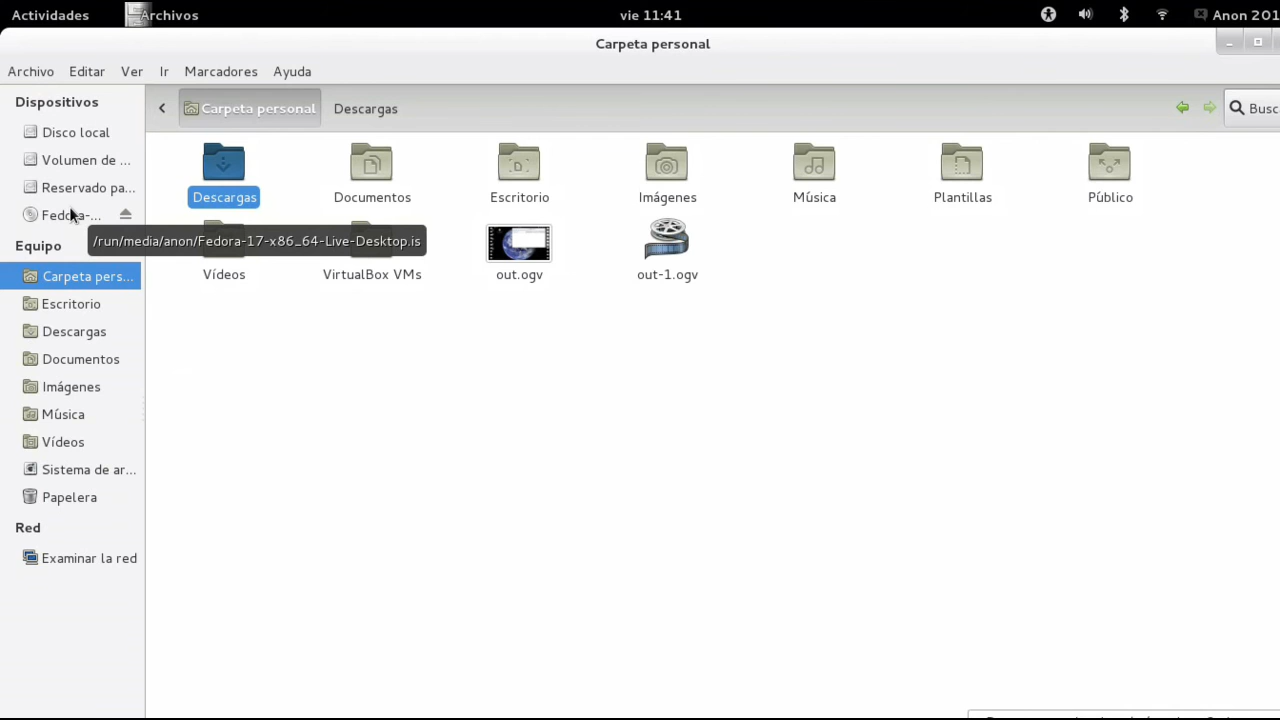 Actividades Archivos vie 11:41 Anon 201
Carpeta personal
Archivo Editar Ver Ir Marcadores Ayuda
Carpeta personal Descargas Busc
Dispositivos
Disco local
Volumen de ...
Reservado pa...
Fedora-...
Equipo
Carpeta pers...
Escritorio
Descargas
Documentos
Imágenes
Música
Vídeos
Sistema de ar...
Papelera
Red
Examinar la red
Descargas Documentos Escritorio Imágenes Música Plantillas Público
/run/media/anon/Fedora-17-x86_64-Live-Desktop.is
Vídeos VirtualBox VMs out.ogv out-1.ogv